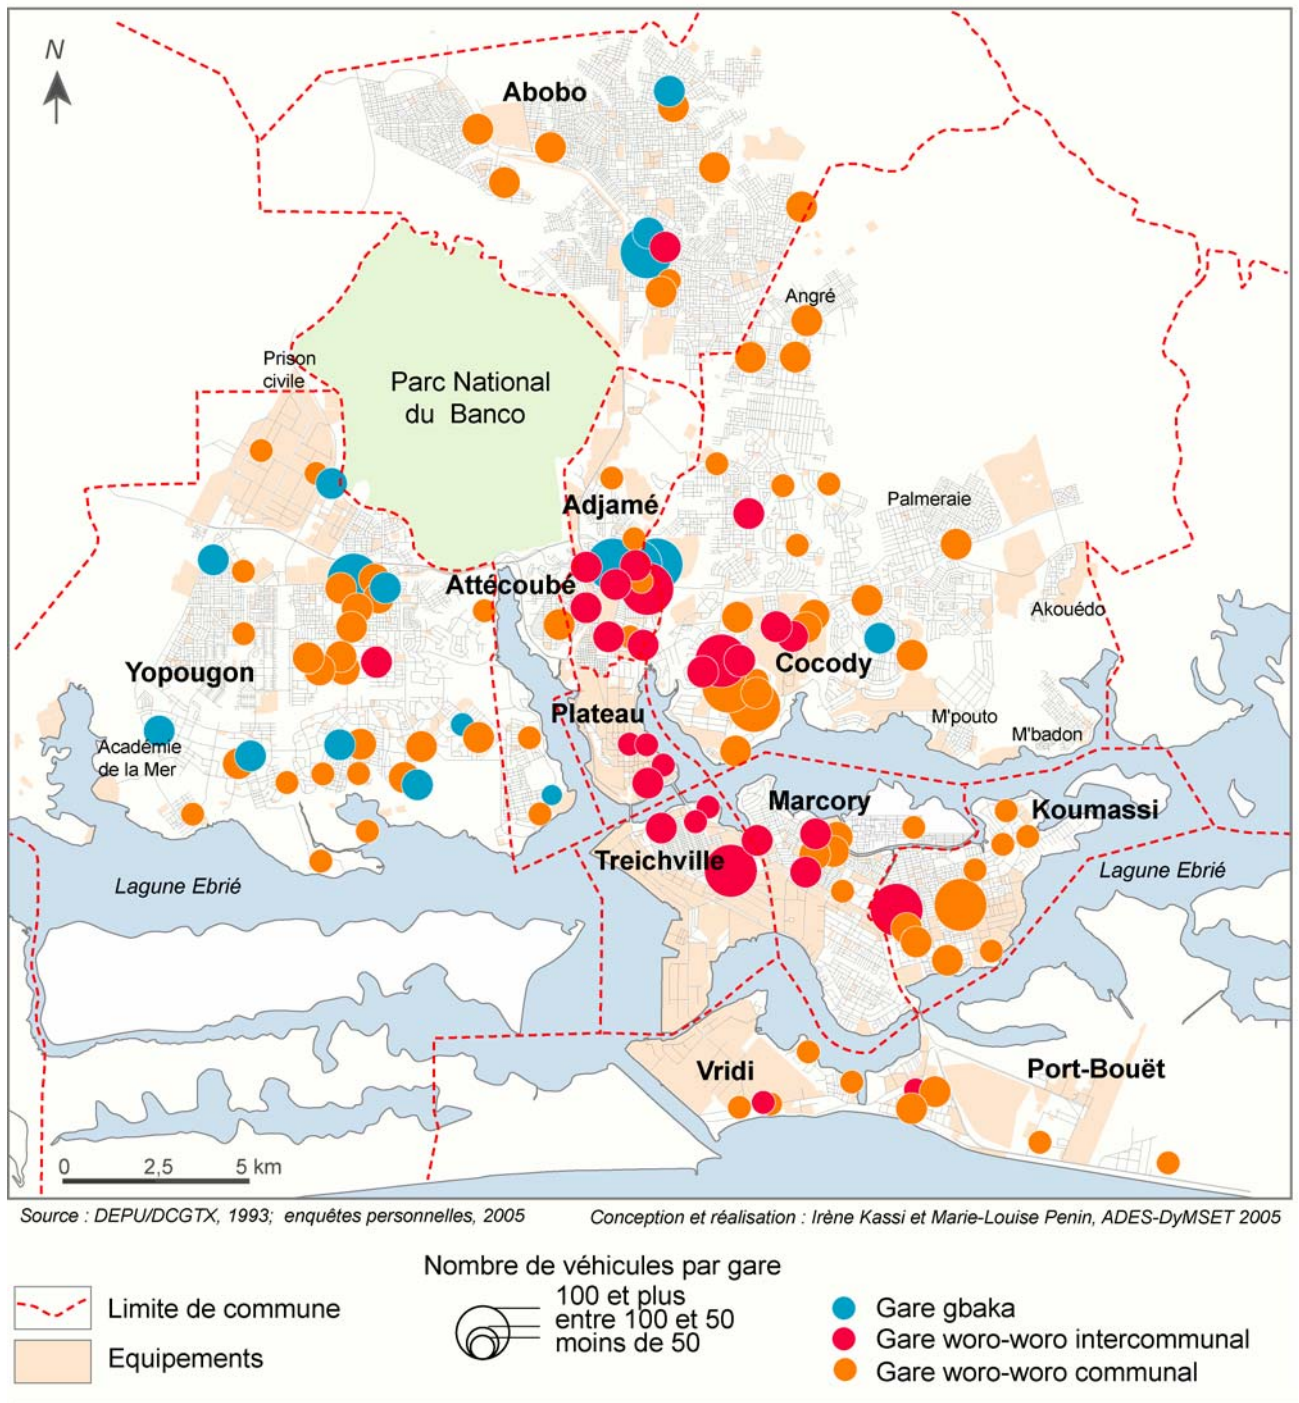 N
Abobo
Angré
Prison
civile
Parc National
du Banco
Adjamé
Palmeraie
Attécoubé
Akouédo
Yopougon
Cocody
Plateau
M'pouto
M'badon
Académie
de la Mer
Marcory
Koumassi
Treichville
Lagune Ebrié
Lagune Ebrié
Vridi
Port-Bouët
0 2,5 5 km
Source : DEPU/DCGTX, 1993; enquêtes personnelles, 2005
Conception et réalisation : Irène Kassi et Marie-Louise Penin, ADES-DyMSET 2005
Nombre de véhicules par gare
100 et plus
entre 100 et 50
moins de 50
Limite de commune
Equipements
Gare gbaka
Gare woro-woro intercommunal
Gare woro-woro communal